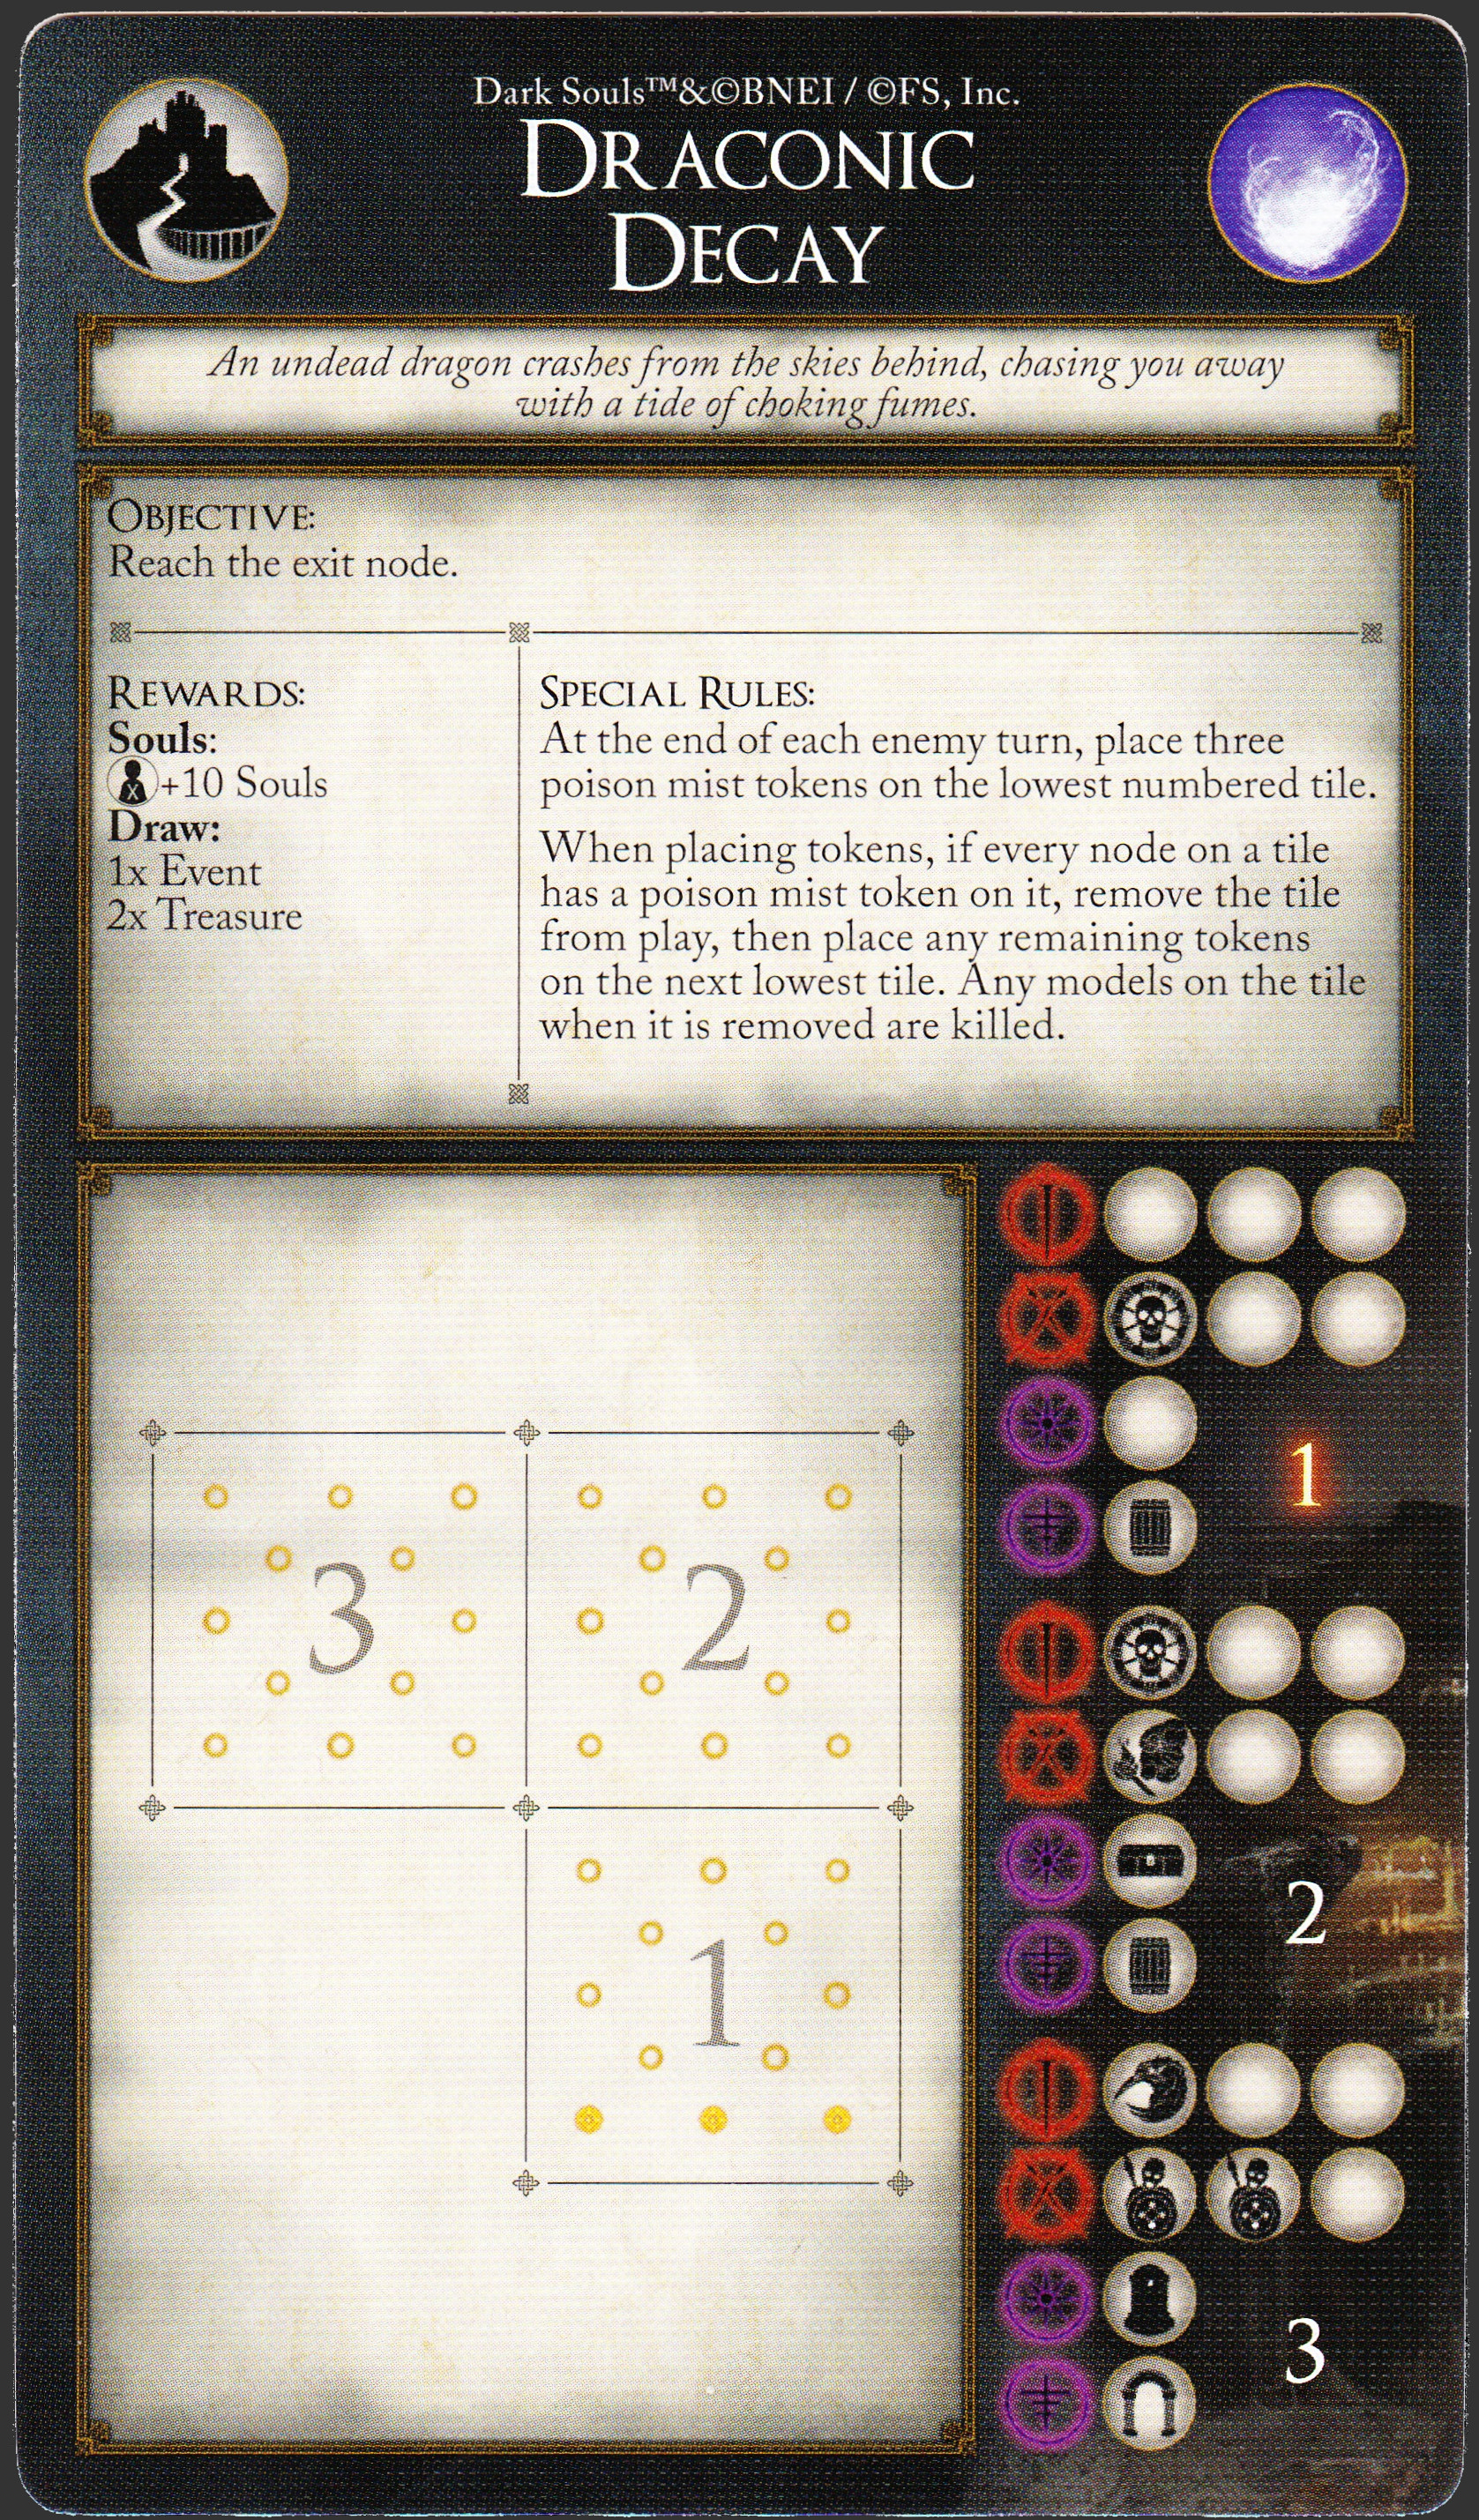 Dark Souls™&©BNEI / ©FS, Inc.
DRACONIC
DECAY
An undead dragon crashes from the skies behind, chasing you away
with a tide of choking fumes.
OBJECTIVE:
Reach the exit node.
REWARDS:
Souls:
x+10 Souls
Draw:
1x Event
2x Treasure
SPECIAL RULES:
At the end of each enemy turn, place three
poison mist tokens on the lowest numbered tile.
When placing tokens, if every node on a tile
has a poison mist token on it, remove the tile
from play, then place any remaining tokens
on the next lowest tile. Any models on the tile
when it is removed are killed.
3
2
1
1
2
3